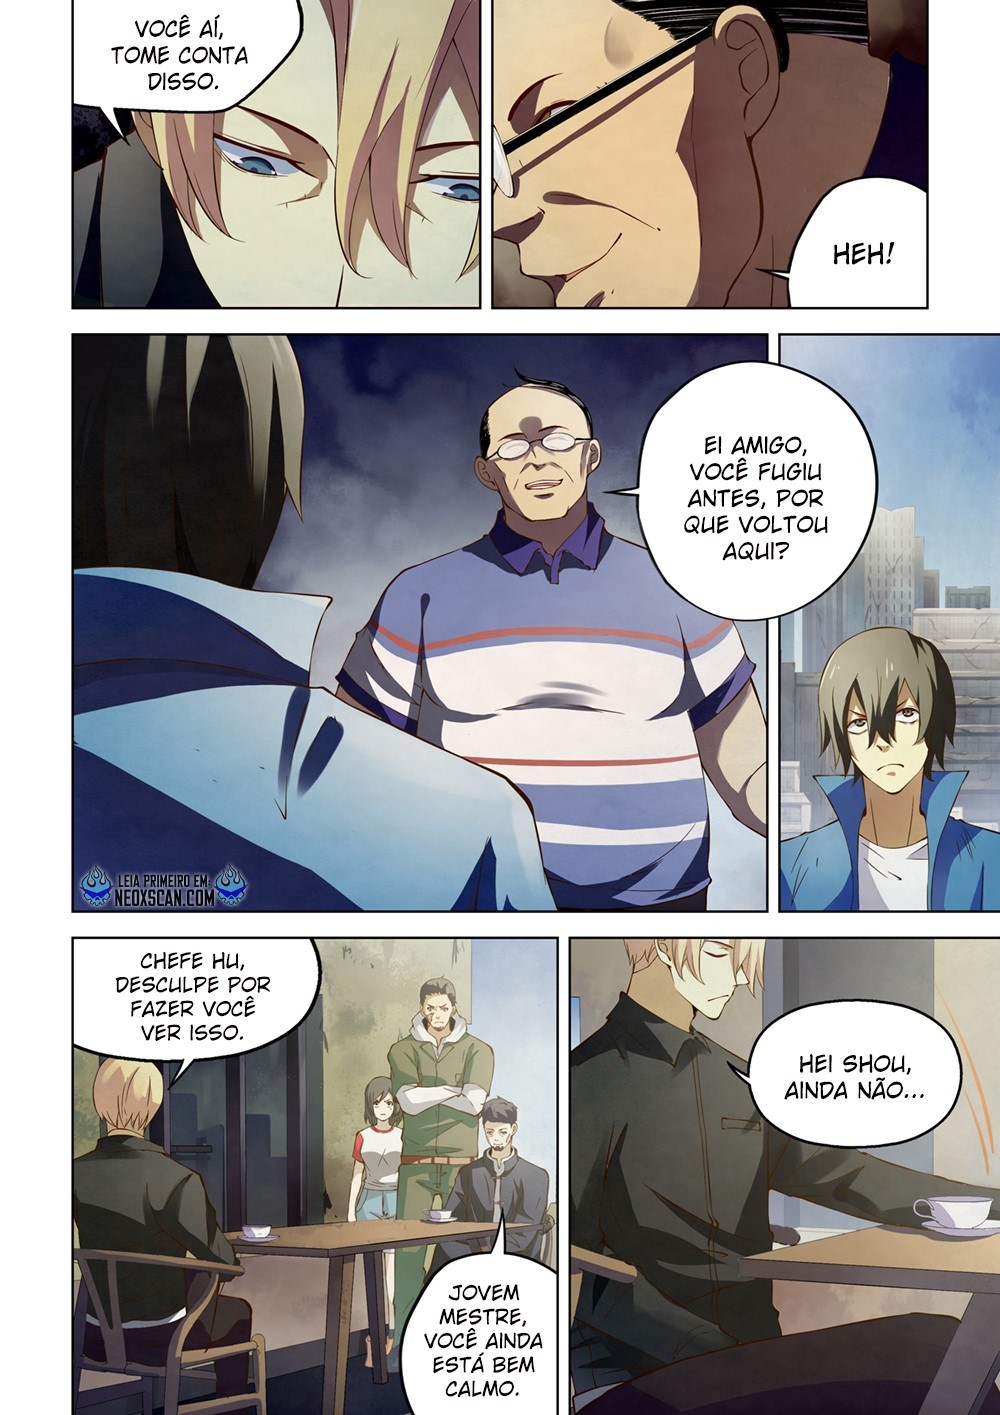 VOCÊ AÍ,
TOME CONTA
DISSO.
HEH!
EI AMIGO,
VOCÊ FUGIU
ANTES, POR
QUE VOLTOU
AQUI?
LEIA PRIMEIRO EM:
NEOXSCAN.COM
CHEFE HU,
DESCULPE POR
FAZER VOCÊ
VER ISSO.
JOVEM
MESTRE,
VOCÊ AINDA
ESTÁ BEM
CALMO.
HEI SHOU,
AINDA NÃO...